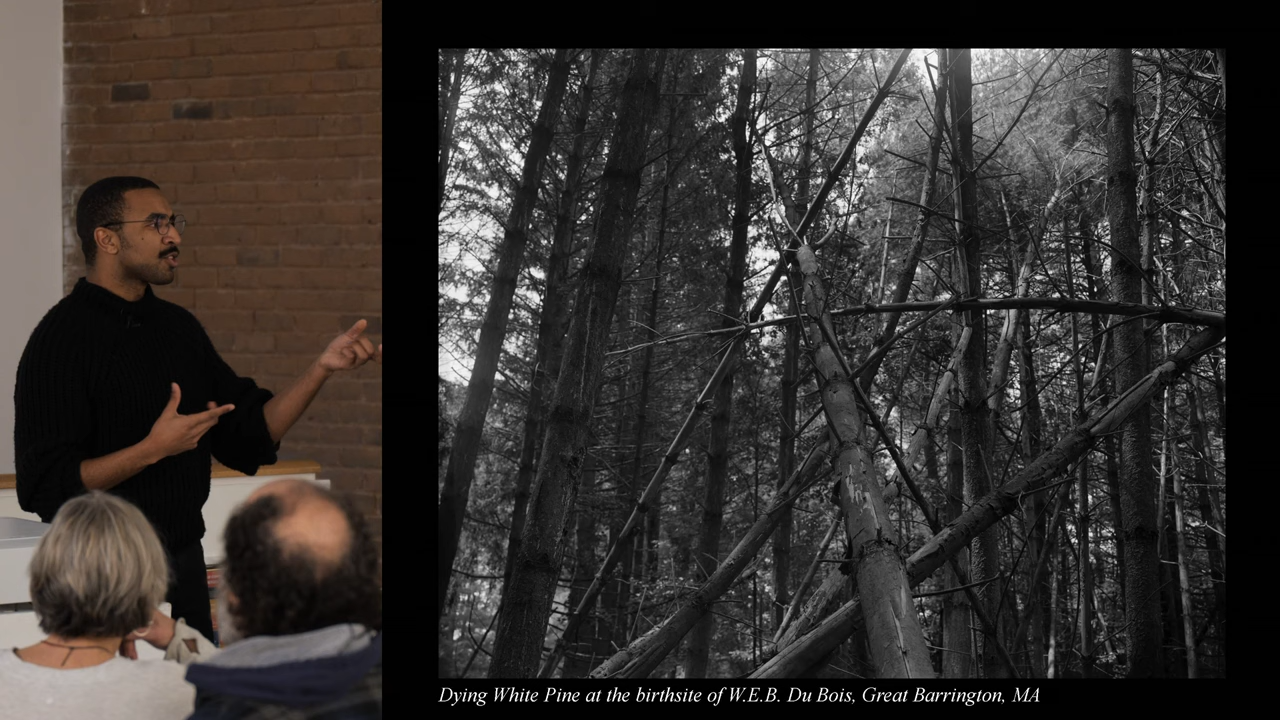 Dying White Pine at the birthsite of W.E.B. Du Bois, Great Barrington, MA